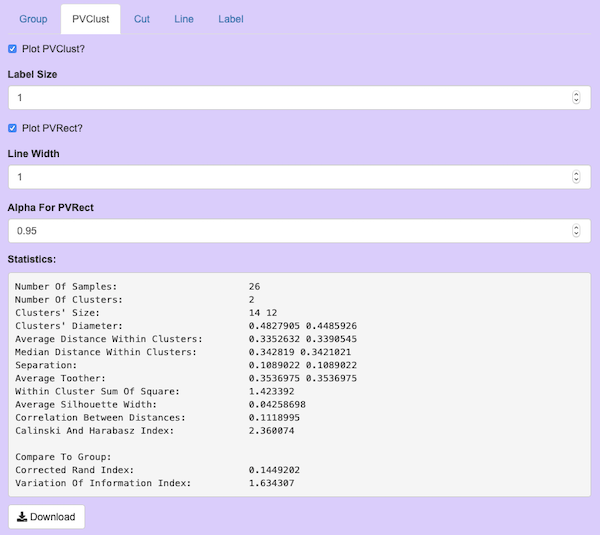 Group PVClust Cut Line Label
Plot PVClust?
Label Size
1
Plot PVRect?
Line Width
1
Alpha For PVRect
0.95
Statistics:
Number Of Samples: 26
Number Of Clusters: 2
Clusters' Size: 14 12
Clusters' Diameter: 0.4827905 0.4485926
Average Distance Within Clusters: 0.3352632 0.3390545
Median Distance Within Clusters: 0.342819 0.3421021
Separation: 0.1089022 0.1089022
Average Toother: 0.3536975 0.3536975
Within Cluster Sum Of Square: 1.423392
Average Silhouette Width: 0.04258698
Correlation Between Distances: 0.1118995
Calinski And Harabasz Index: 2.360074
Compare To Group:
Corrected Rand Index: 0.1449202
Variation Of Information Index: 1.634307
Download